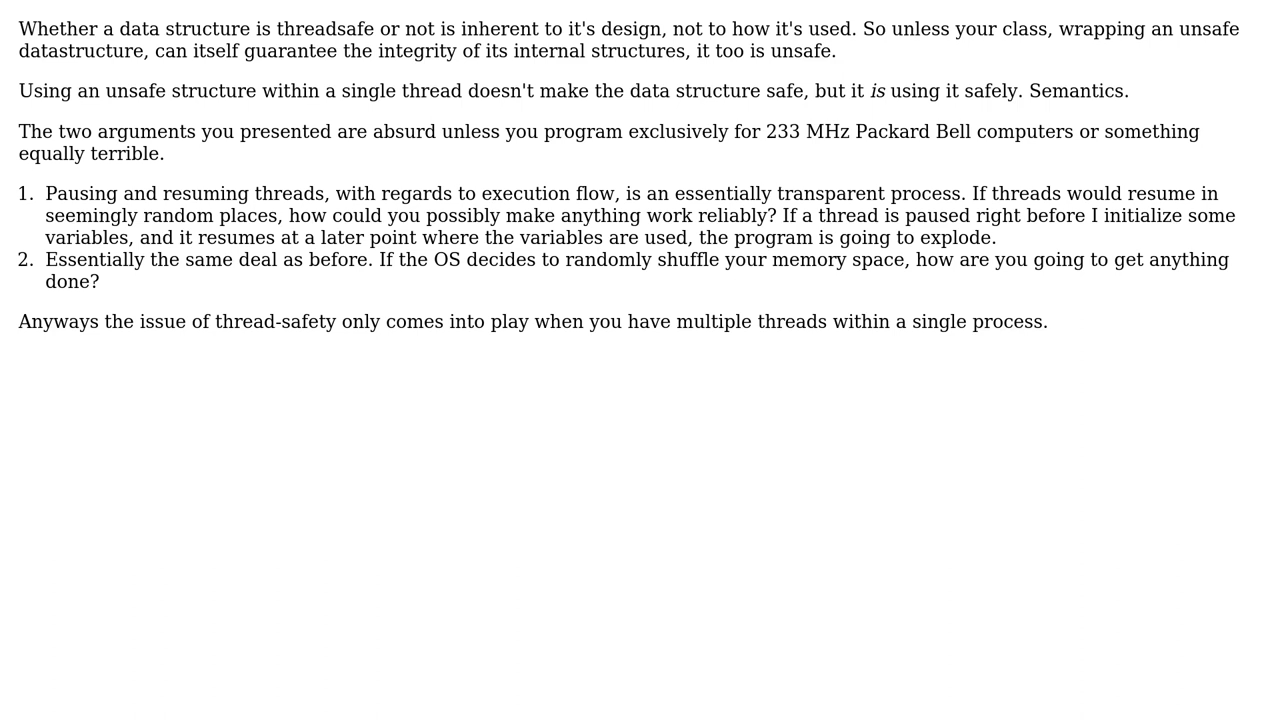 Whether a data structure is threadsafe or not is inherent to it's design, not to how it's used. So unless your class, wrapping an unsafe
datastructure, can itself guarantee the integrity of its internal structures, it too is unsafe.
Using an unsafe structure within a single thread doesn't make the data structure safe, but it is using it safely. Semantics.
The two arguments you presented are absurd unless you program exclusively for 233 MHz Packard Bell computers or something
equally terrible.
1. Pausing and resuming threads, with regards to execution flow, is an essentially transparent process. If threads would resume in
seemingly random places, how could you possibly make anything work reliably? If a thread is paused right before I initialize some
variables, and it resumes at a later point where the variables are used, the program is going to explode.
2. Essentially the same deal as before. If the OS decides to randomly shuffle your memory space, how are you going to get anything
done?
Anyways the issue of thread-safety only comes into play when you have multiple threads within a single process.